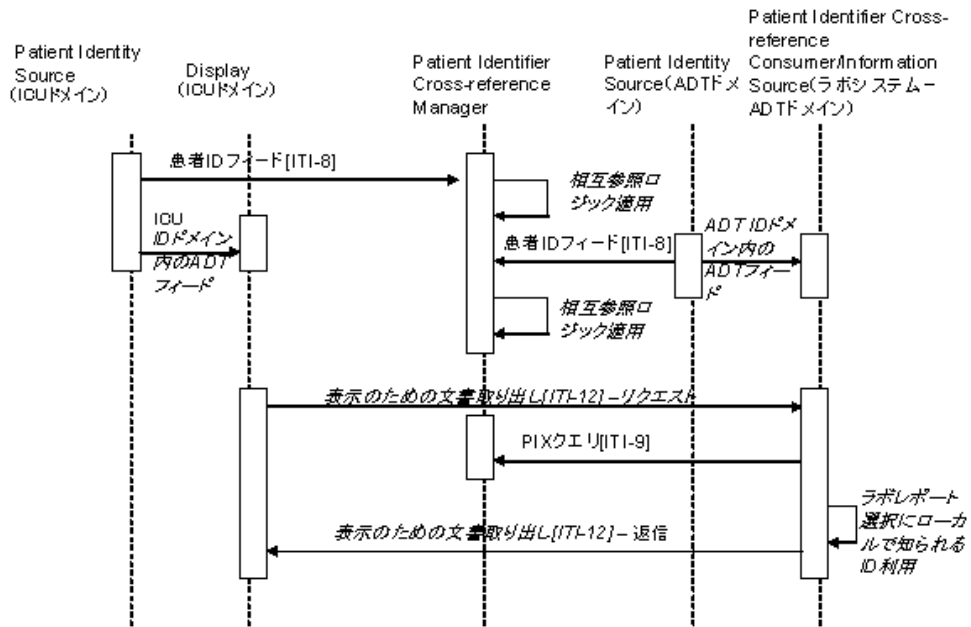 Patient Identity
Source
(ICUドメイン)
Display
(ICUドメイン)
Patient Identifier
Cross-reference
Manager
Patient Identity
Source(ADTドメ
イン)
Patient Identifier Cross-
reference
Consumer/Information
Source(ラボシステムー
ADTドメイン)
患者IDフィード[ITI-8]
相互参照ロ
ジック適用
ICU
IDドメイン
内のADT
フィード
患者IDフィード[ITI-8]
ADT IDドメ
イン内の
ADTフィー
ド
相互参照ロ
ジック適用
表示のための文書取り出し[ITI-12] –リクエスト
PIXクエリ[ITI-9]
ラボレポート
選択にローカ
ルで知られる
ID利用
表示のための文書取り出し[ITI-12] – 返信